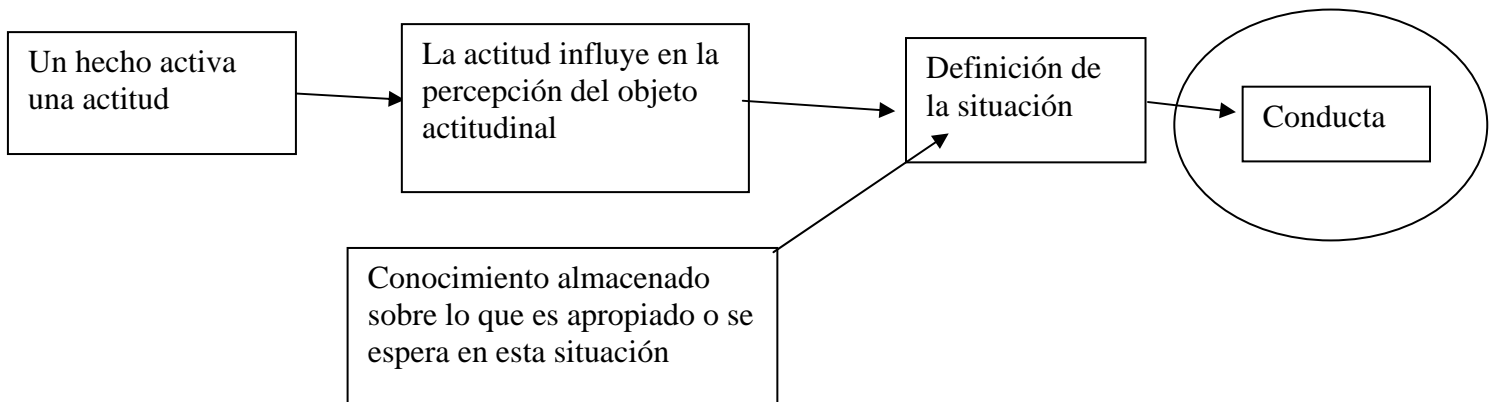 Un hecho activa
una actitud
La actitud influye en la
percepción del objeto
actitudinal
Definición de
la situación
Conducta
Conocimiento almacenado
sobre lo que es apropiado o se
espera en esta situación